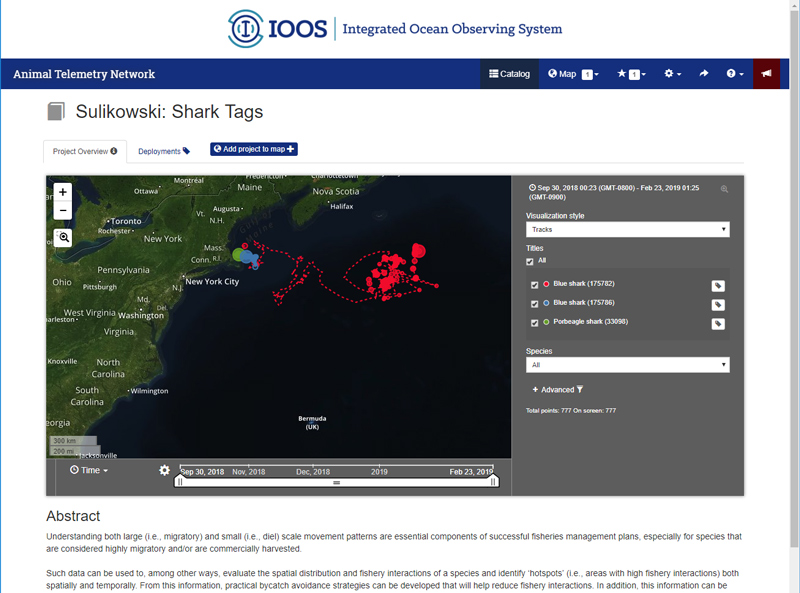 IOOS Integrated Ocean Observing System
Animal Telemetry Network
Catalog
Map 1
1
Sulikowski: Shark Tags
Project Overview
Deployments
Add project to map
+
−
Montréal
Ottawa
Maine
Charlottetown
Nova Scotia
Halifax
Augusta
Vt.
N.H.
Toronto
Rochester
New York
Mass.
Conn. R.I.
Pennsylvania
Ohio
Pittsburgh
N.J.
New York City
Md.
Del.
West Virginia
Washington
Virginia
Knoxville
North
Carolina
South
Carolina
Wilmington
Bermuda
(UK)
300 km
200 mi
Time
Sep 30, 2018
Nov, 2018
Dec, 2018
2019
Feb 23, 2019
Sep 30, 2018 00:23 (GMT-0800) - Feb 23, 2019 01:25
(GMT-0900)
Visualization style
Tracks
Titles
All
Blue shark (175782)
Blue shark (175786)
Porbeagle shark (33098)
Species
All
+ Advanced
Total points: 777 On screen: 777
Abstract
Understanding both large (i.e., migratory) and small (i.e., diel) scale movement patterns are essential components of successful fisheries management plans, especially for species that
are considered highly migratory and/or are commercially harvested.
Such data can be used to, among other ways, evaluate the spatial distribution and fishery interactions of a species and identify 'hotspots' (i.e., areas with high fishery interactions) both
spatially and temporally. From this information, practical bycatch avoidance strategies can be developed that will help reduce fishery interactions. In addition, this information can be